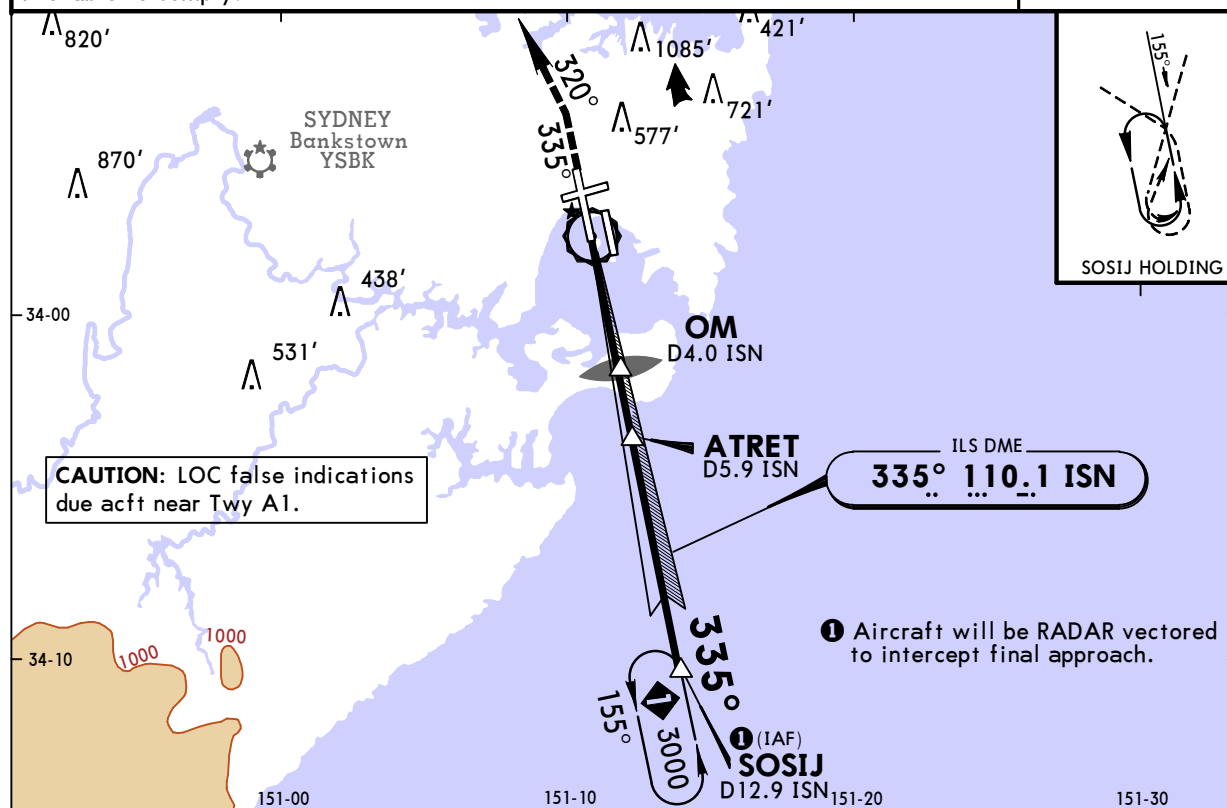 820'
421'
1085'
721'
577'
320°
335°
SYDNEY
Bankstown
YSBK
870'
155°
SOSIJ HOLDING
34-00
438'
531'
OM
D4.0 ISN
ATRET
D5.9 ISN
ILS DME
335° 110.1 ISN
CAUTION: LOC false indications
due acft near Twy A1.
1 Aircraft will be RADAR vectored
to intercept final approach.
34-10
1000
1000
335°
155°
1
3000
1 (IAF)
SOSIJ
D12.9 ISN
151-00
151-10
151-20
151-30